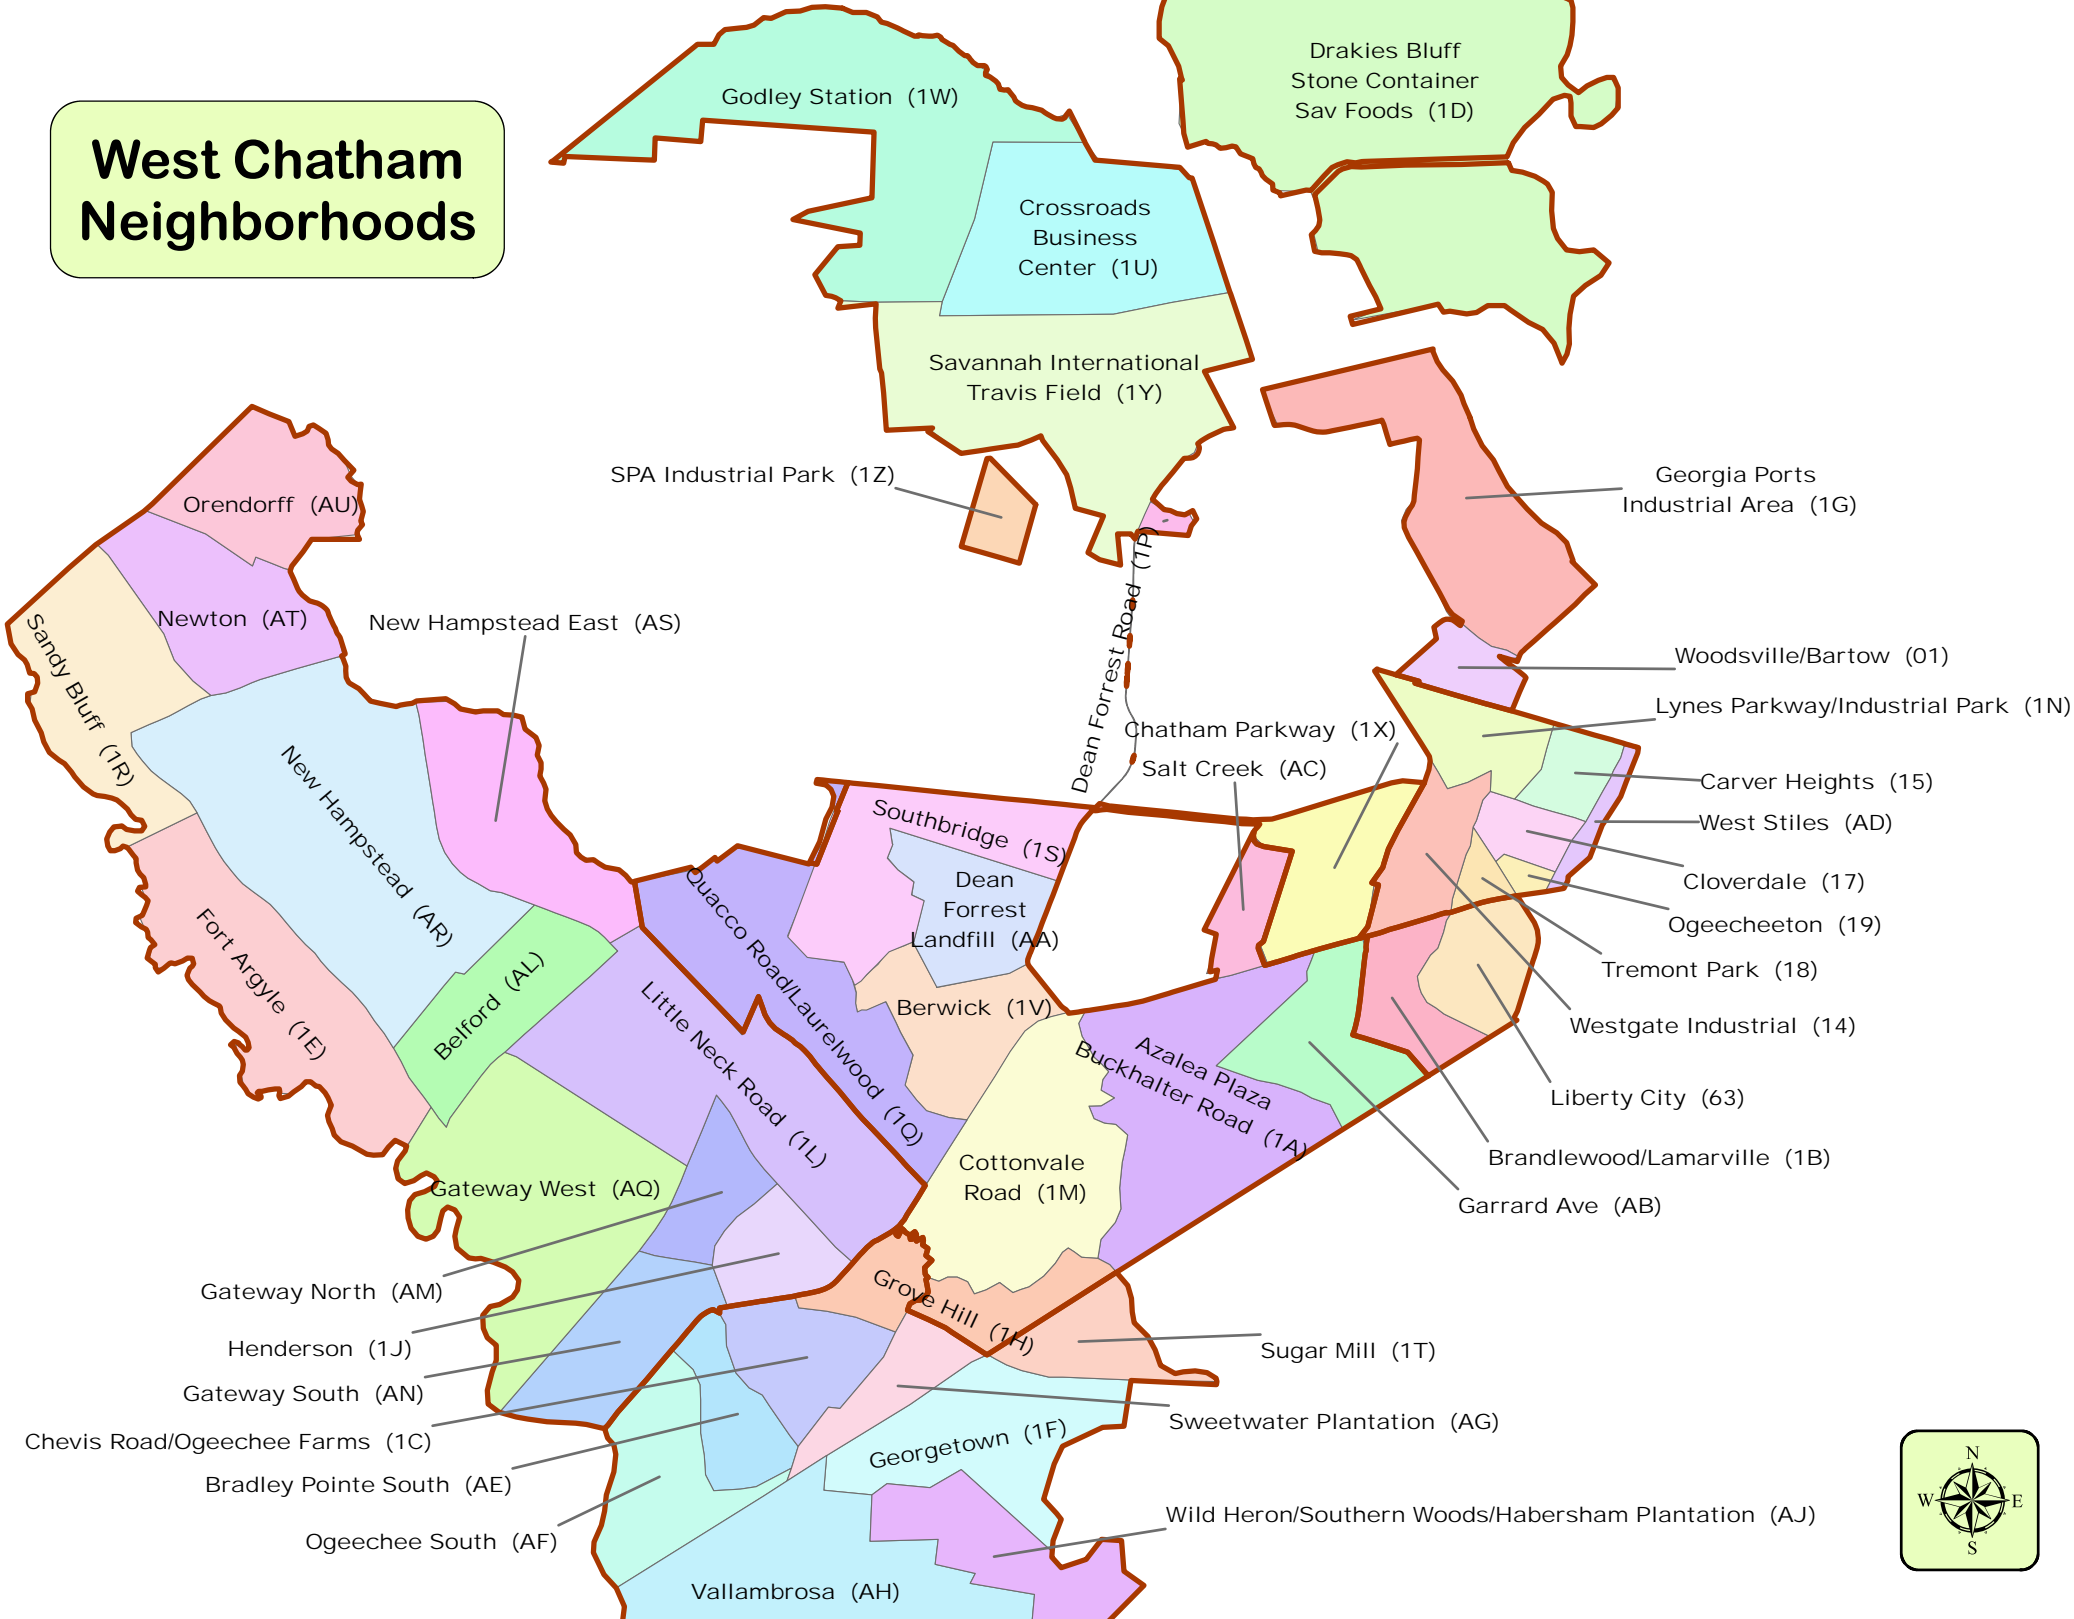 Drakies Bluff
Stone Container
Sav Foods (1D)
Godley Station (1W)
West Chatham
Neighborhoods
Crossroads
Business
Center (1U)
Savannah International
Travis Field (1Y)
SPA Industrial Park (1Z)
Georgia Ports
Industrial Area (1G)
Orendorff (AU)
Newton (AT)
New Hampstead East (AS)
Sandy Bluff (1R)
Dean Forrest Road (1P)
Woodsville/Bartow (01)
Lynes Parkway/Industrial Park (1N)
Chatham Parkway (1X)
Salt Creek (AC)
Carver Heights (15)
West Stiles (AD)
New Hampstead (AR)
Southbridge (1S)
Dean
Forrest
Landfill (AA)
Cloverdale (17)
Ogeecheeton (19)
Tremont Park (18)
Fort Argyle (1E)
Belford (AL)
Quacco Road/Laurelwood (1Q)
Little Neck Road (1L)
Berwick (1V)
Westgate Industrial (14)
Azalea Plaza
Buckhalter Road (1A)
Liberty City (63)
Brandlewood/Lamarville (1B)
Cottonvale
Road (1M)
Gateway West (AQ)
Garrard Ave (AB)
Gateway North (AM)
Grove Hill (1H)
Henderson (1J)
Sugar Mill (1T)
Gateway South (AN)
Sweetwater Plantation (AG)
Chevis Road/Ogeechee Farms (1C)
Georgetown (1F)
Bradley Pointe South (AE)
Wild Heron/Southern Woods/Habersham Plantation (AJ)
Ogeechee South (AF)
Vallambrosa (AH)
N
W E
S